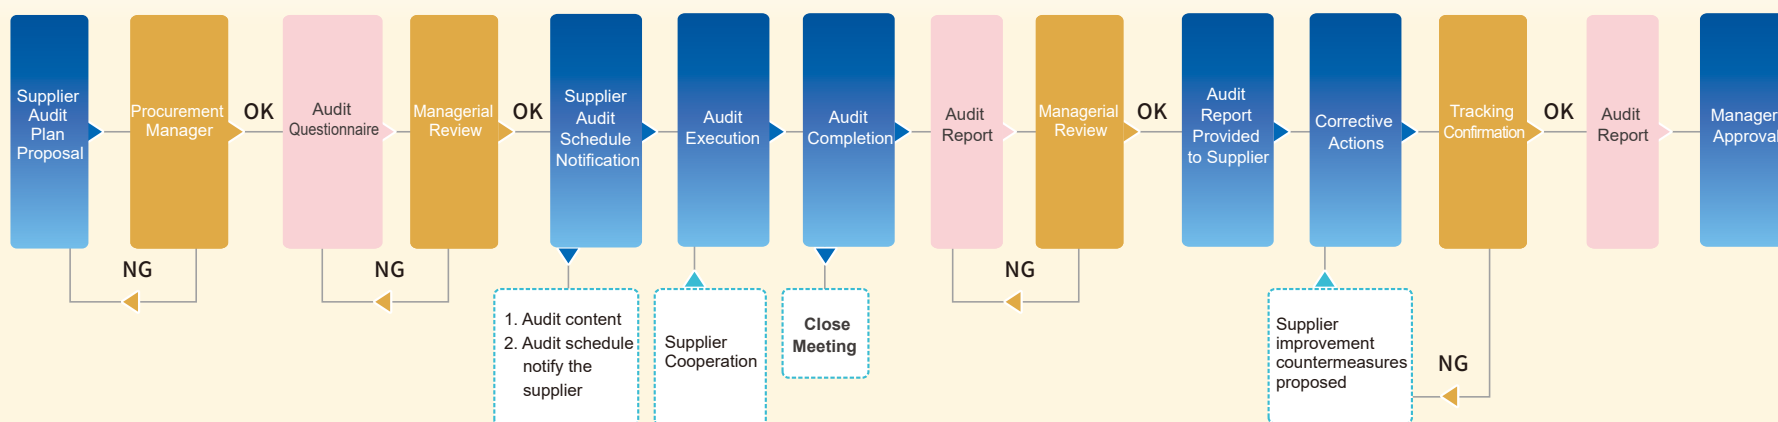 Supplier
Audit
Plan
Proposal
Procurement
Manager
OK
NG
Audit
Questionnaire
Managerial
Review
OK
NG
Supplier
Audit
Schedule
Notification
1. Audit content
2. Audit schedule
notify the
supplier
Audit
Execution
Supplier
Cooperation
Audit
Completion
Close
Meeting
Audit
Report
Managerial
Review
OK
NG
Audit
Report
Provided
to Supplier
Corrective
Actions
Supplier
improvement
countermeasures
proposed
Tracking
Confirmation
OK
NG
Audit
Report
Manager
Approval